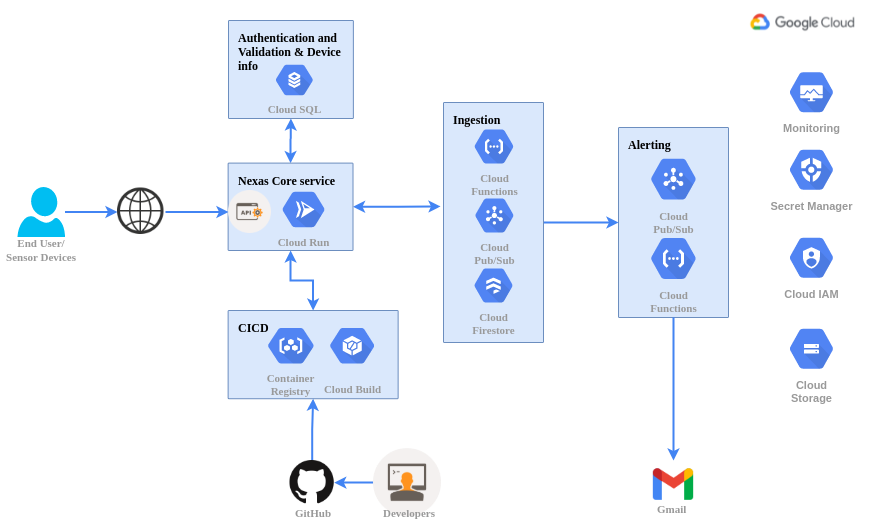 Google Cloud
Authentication and
Validation & Device
info
Cloud SQL
Nexas Core service
API
Cloud Run
End User/
Sensor Devices
CICD
Container
Registry
Cloud Build
GitHub
Developers
Ingestion
Cloud
Functions
Cloud
Pub/Sub
Cloud
Firestore
Alerting
Cloud
Pub/Sub
Cloud
Functions
Gmail
Monitoring
Secret Manager
Cloud IAM
Cloud
Storage